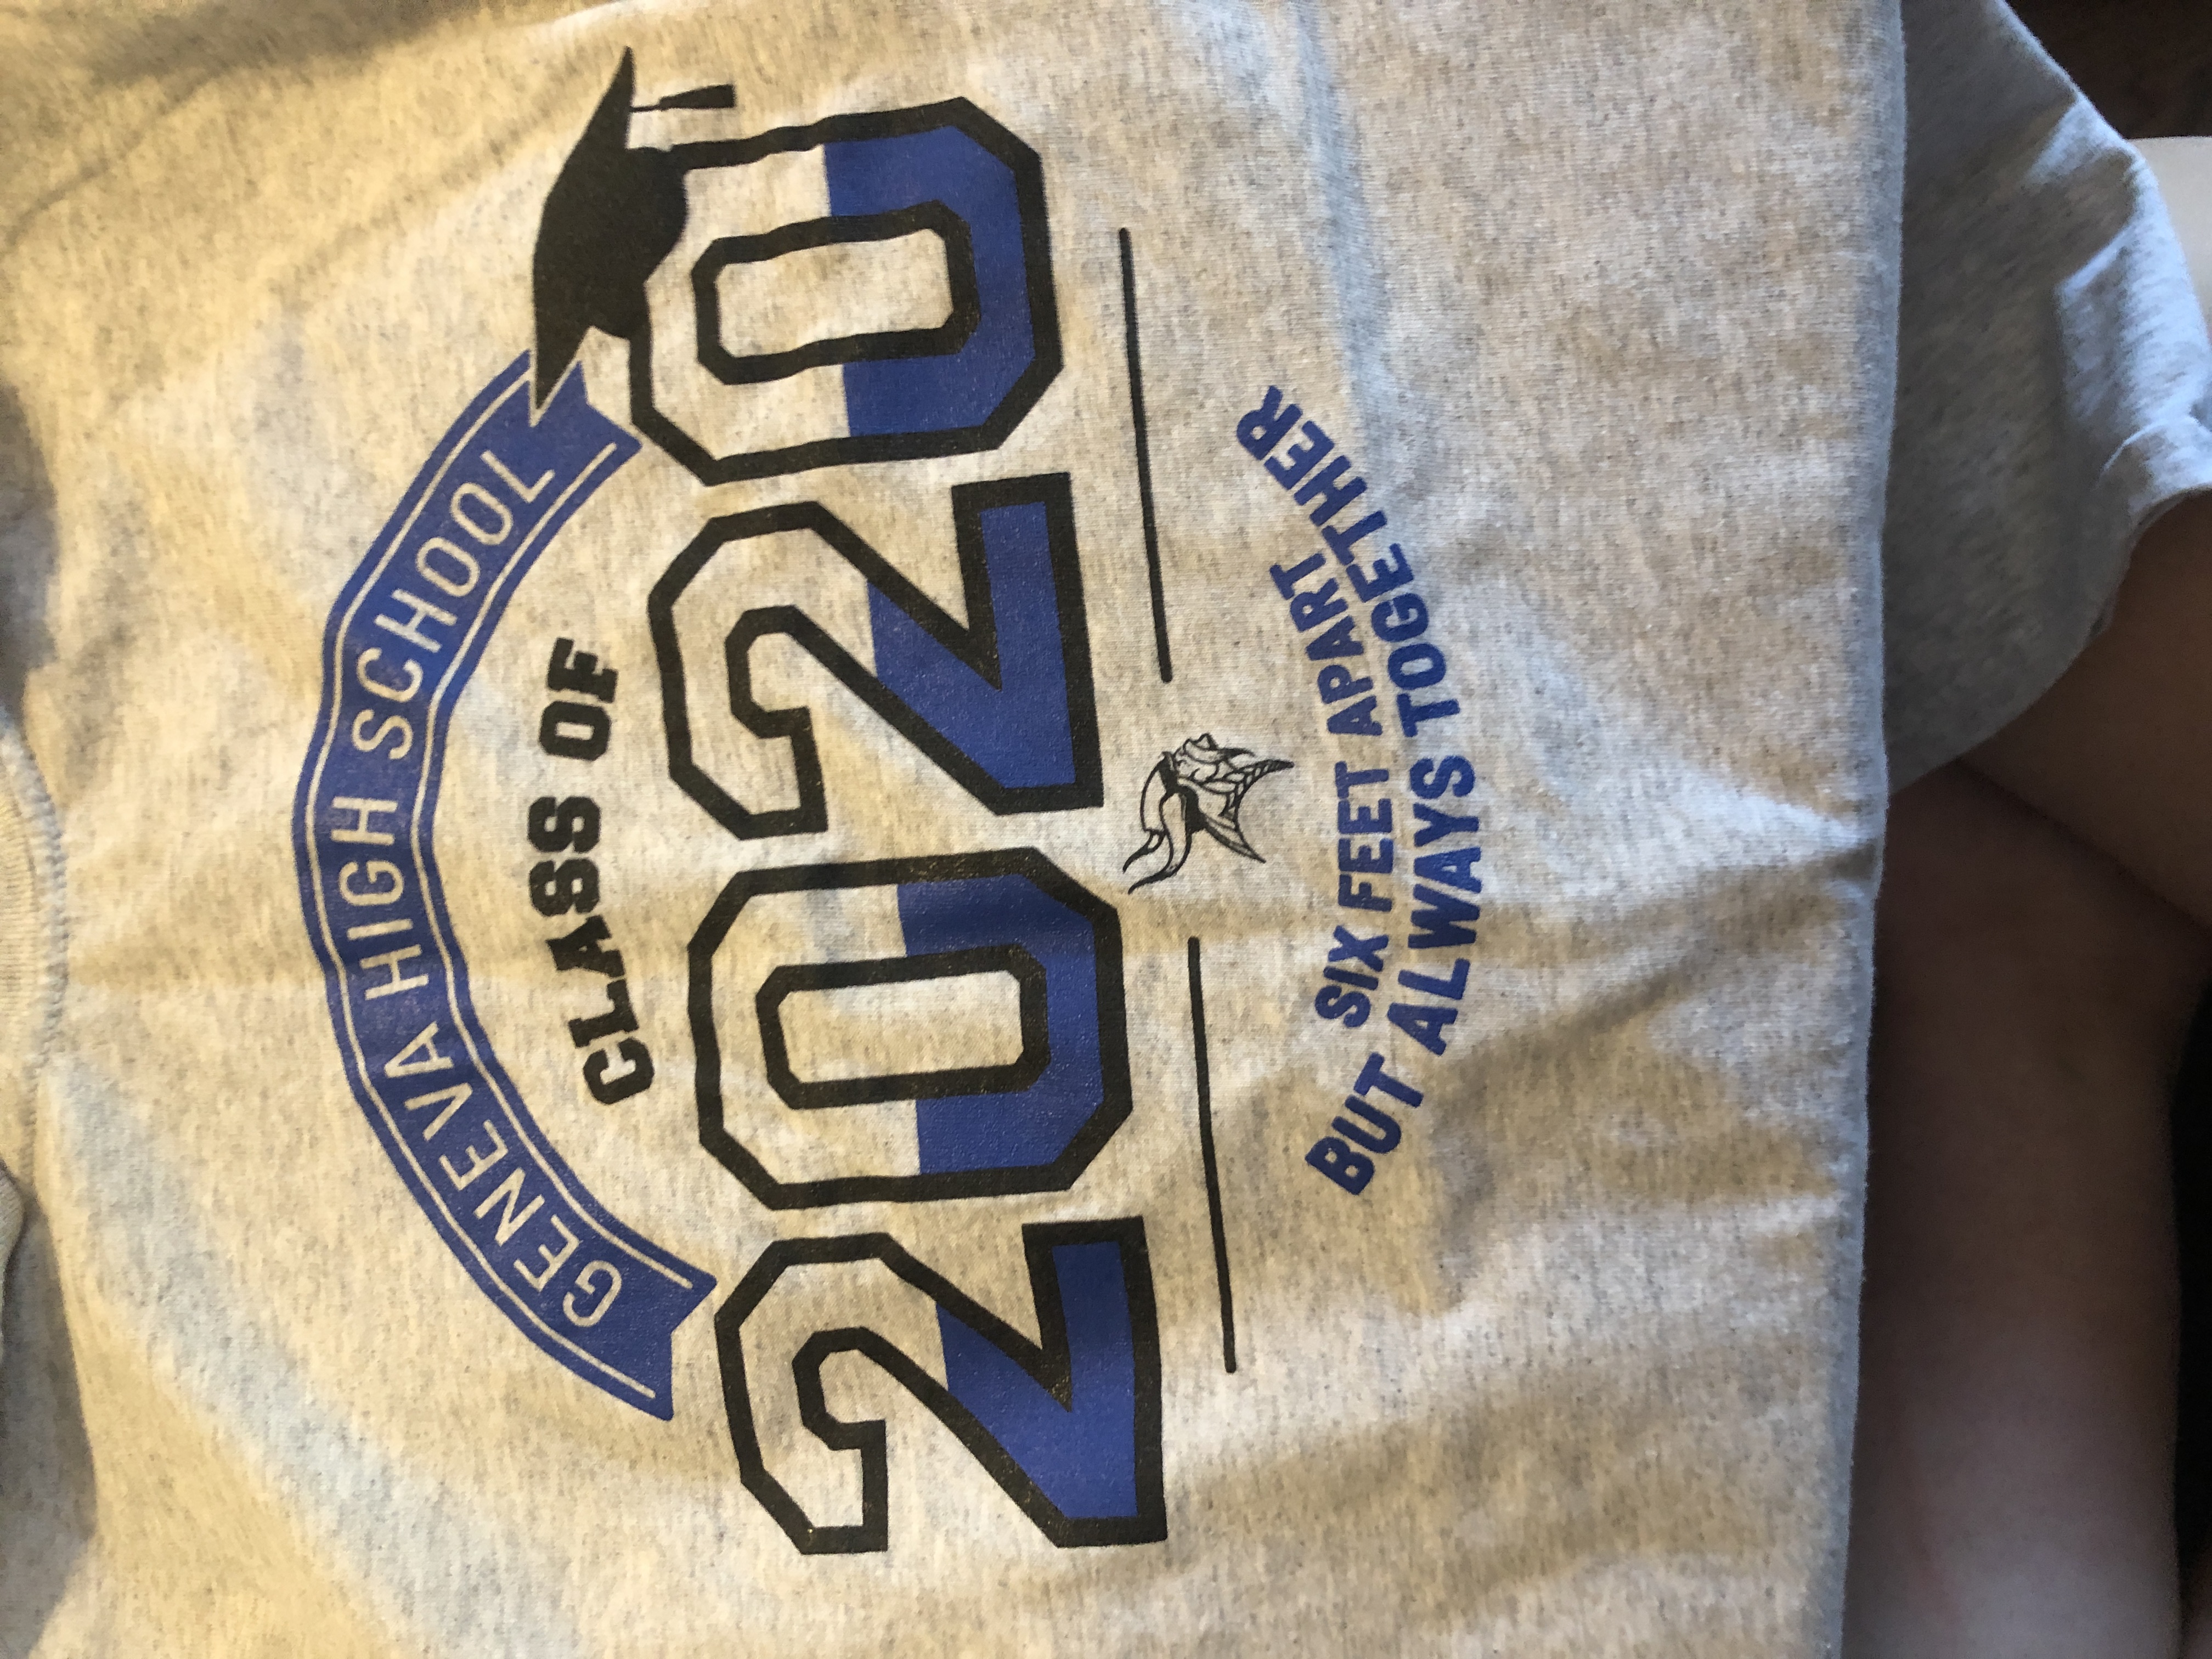 GENEVA HIGH SCHOOL
CLASS OF
2020
SIX FEET APART
BUT ALWAYS TOGETHER